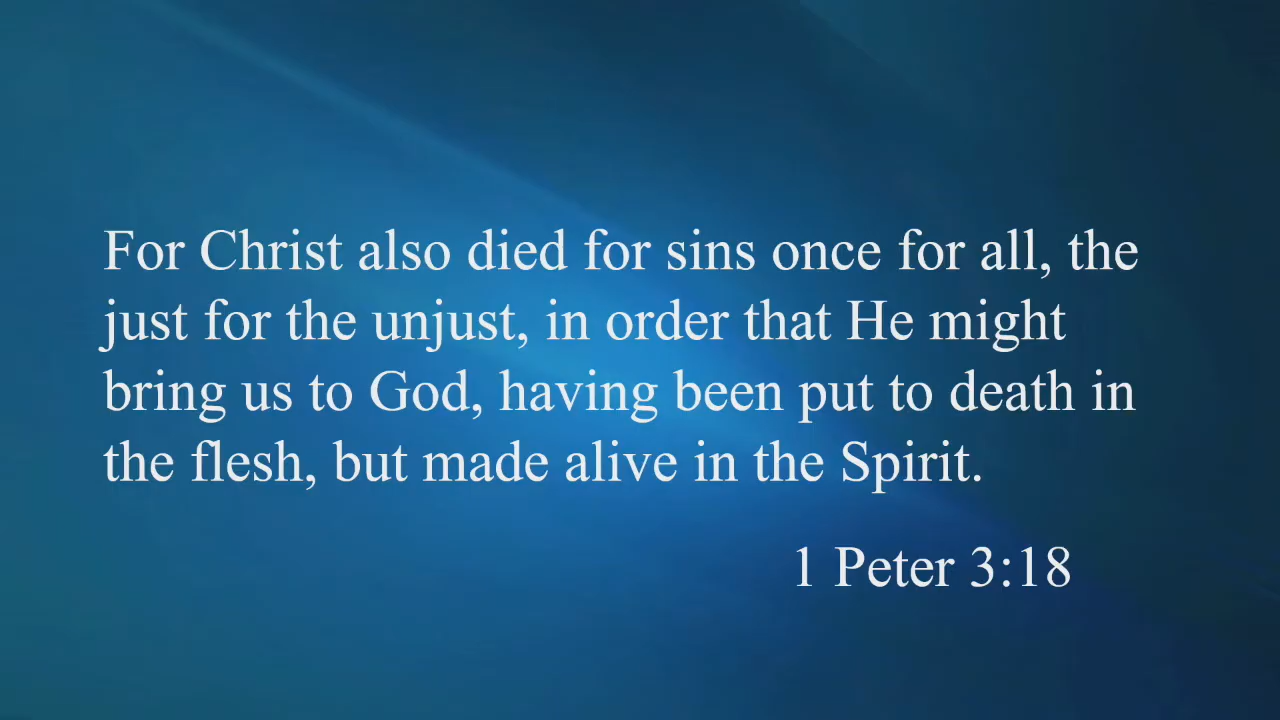 For Christ also died for sins once for all, the
just for the unjust, in order that He might
bring us to God, having been put to death in
the flesh, but made alive in the Spirit.
1 Peter 3:18